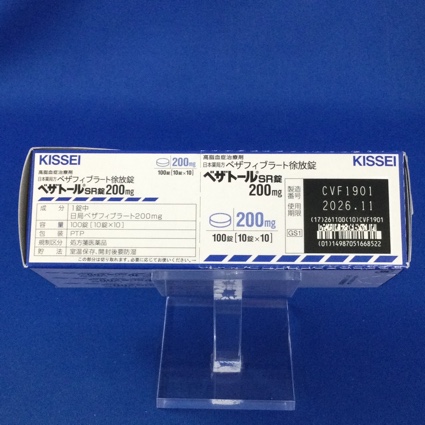 KISSEI
高脂血症治療剤
日本薬局方 ベザフィブラート徐放錠
ベザトール®SR錠200mg
200mg
100錠[10錠×10]
成分 1錠中
日局ベザフィブラート200mg
容量 100錠[10錠×10]
包装 PTP
規制区分 処方箋医薬品
貯法 室温保存、開封後要防湿
高脂血症治療剤
日本薬局方 ベザフィブラート徐放錠
ベザトール®SR錠
200mg
200mg
100錠[10錠×10]
KISSEI
製造番号 CVF1901
使用期限 2026.11
(17)261100(10)CVF1901
GS1
(01)14987051668522